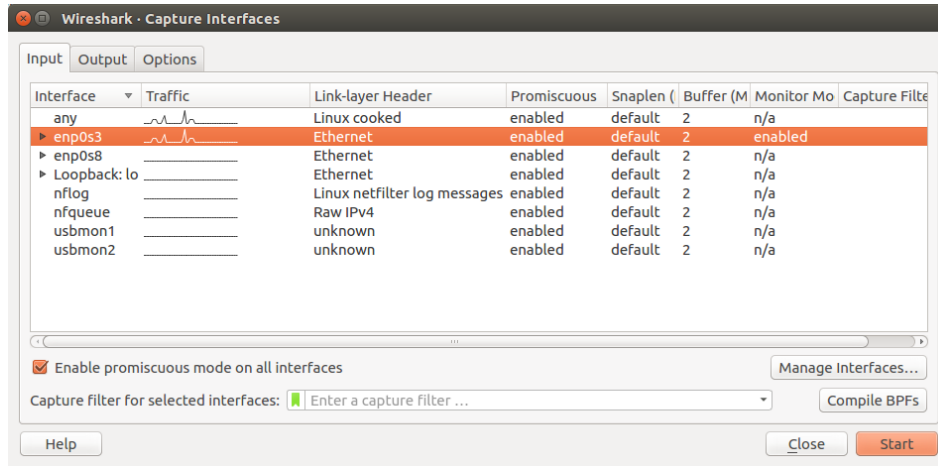 Wireshark · Capture Interfaces
Input Output Options
Interface Traffic Link-layer Header Promiscuous Snaplen ( Buffer (M Monitor Mo Capture Filte
any Linux cooked enabled default 2 n/a
enp0s3 Ethernet enabled default 2 enabled
enp0s8 Ethernet enabled default 2 n/a
Loopback: lo Ethernet enabled default 2 n/a
nflog Linux netfilter log messages enabled default 2 n/a
nfqueue Raw IPv4 enabled default 2 n/a
usbmon1 unknown enabled default 2 n/a
usbmon2 unknown enabled default 2 n/a
Enable promiscuous mode on all interfaces Manage Interfaces...
Capture filter for selected interfaces: Enter a capture filter ... Compile BPFs
Help Close Start